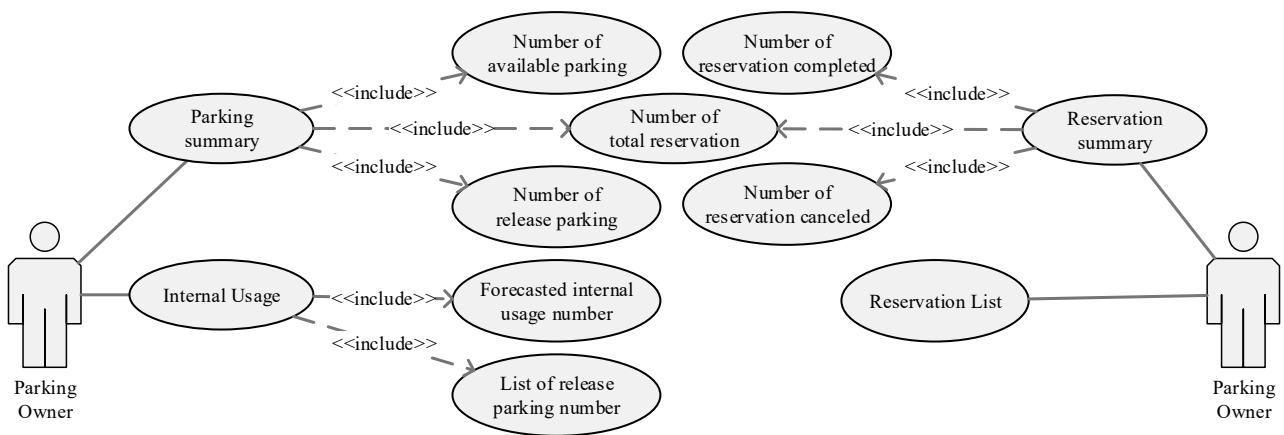 Number of
available parking
Number of
reservation completed
<<include>>
<<include>>
Parking
summary
<<include>>
Number of
total reservation
<<include>>
Reservation
summary
<<include>>
<<include>>
Number of
release parking
Number of
reservation canceled
Internal Usage
<<include>>
Forecasted internal
usage number
Reservation List
<<include>>
List of release
parking number
Parking
Owner
Parking
Owner